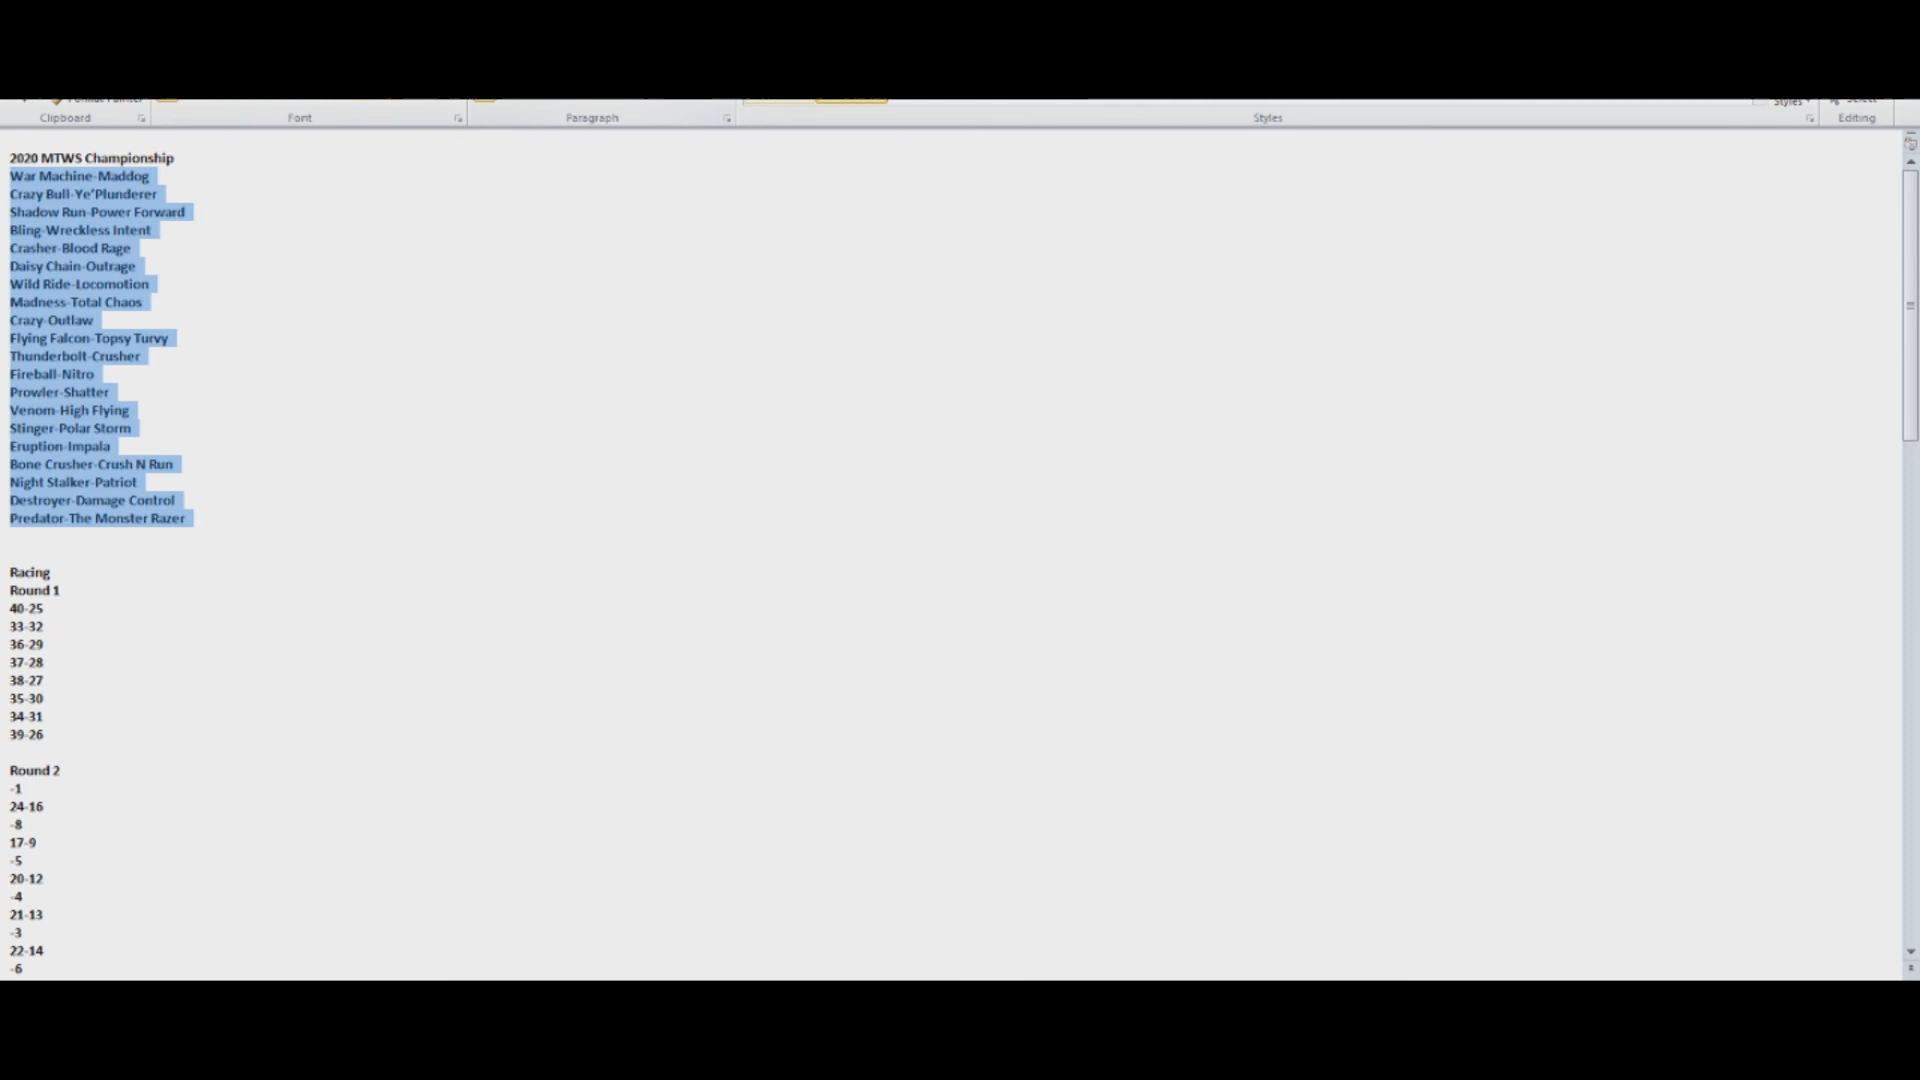 Format Painter
Styles
Select
Clipboard
Font
Paragraph
Styles
Editing
2020 MTWS Championship
War Machine-Maddog
Crazy Bull-Ye'Plunderer
Shadow Run-Power Forward
Bling-Wreckless Intent
Crasher-Blood Rage
Daisy Chain-Outrage
Wild Ride-Locomotion
Madness-Total Chaos
Crazy-Outlaw
Flying Falcon-Topsy Turvy
Thunderbolt-Crusher
Fireball-Nitro
Prowler-Shatter
Venom-High Flying
Stinger-Polar Storm
Eruption-Impala
Bone Crusher-Crush N Run
Night Stalker-Patriot
Destroyer-Damage Control
Predator-The Monster Razer
Racing
Round 1
40-25
33-32
36-29
37-28
38-27
35-30
34-31
39-26
Round 2
-1
24-16
-8
17-9
-5
20-12
-4
21-13
-3
22-14
-6